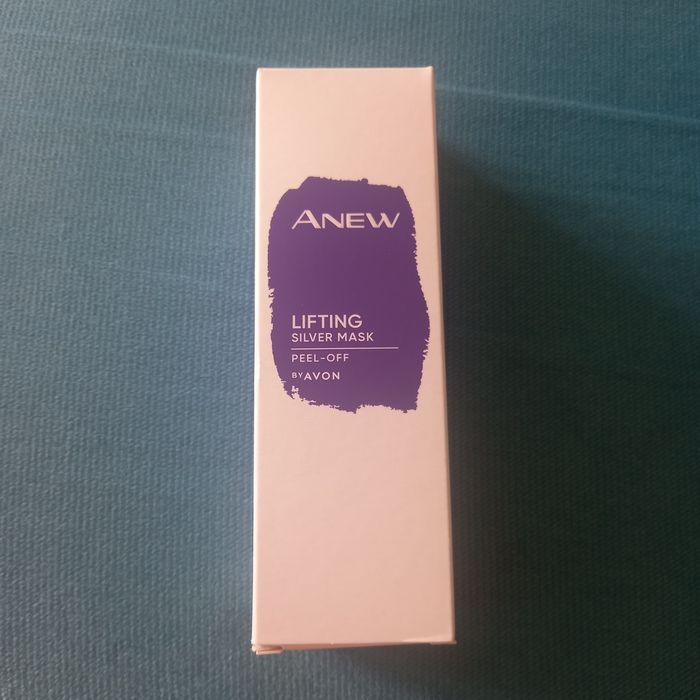 ANEW
LIFTING
SILVER MASK
PEEL-OFF
BY AVON